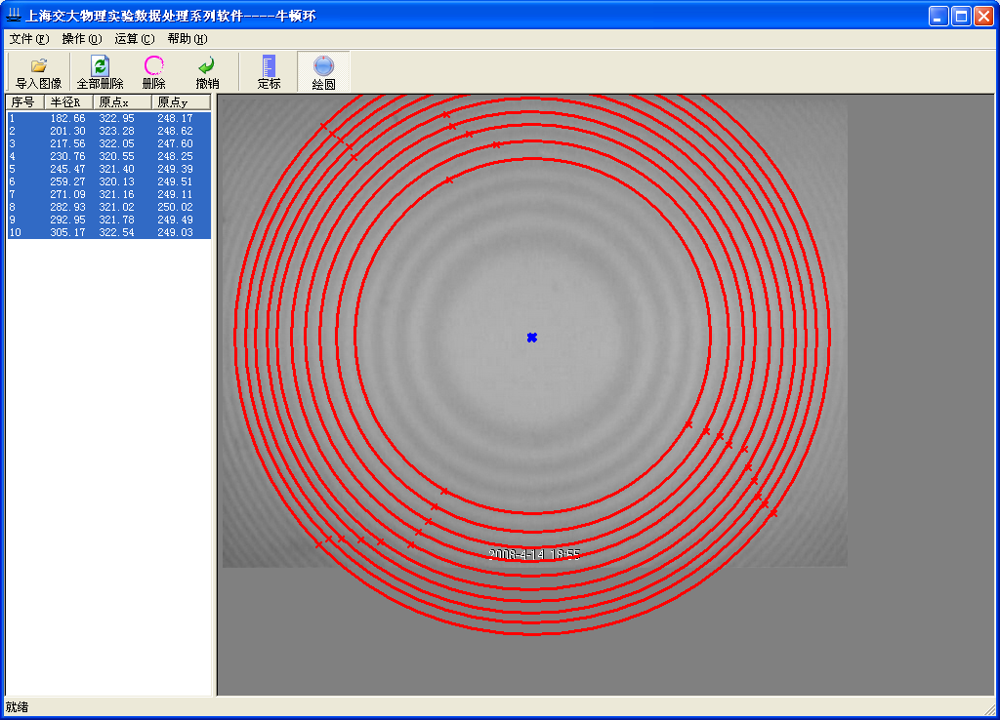 上海交大物理实验数据处理系列软件----牛顿环
文件(F) 操作(O) 运算(C) 帮助(H)
导入图像 全部删除 删除 撤销 定标 绘圆
序号 半径R 原点x 原点y
1 182.66 322.95 248.17
2 201.30 323.28 248.62
3 217.56 322.05 247.60
4 230.76 320.55 248.25
5 245.47 321.40 249.39
6 259.27 320.13 249.51
7 271.09 321.16 249.11
8 282.93 321.02 250.02
9 292.95 321.78 249.49
10 305.17 322.54 249.03
2008-4-14 18:55
就绪